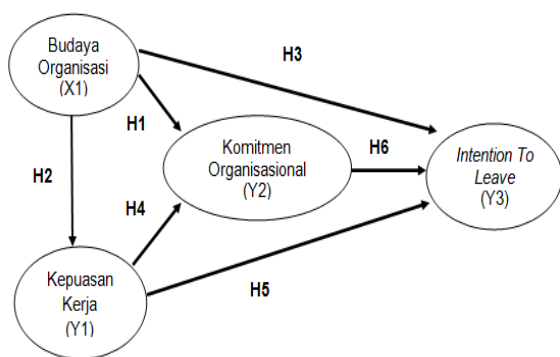 Budaya
Organisasi
(X1)
H3
H1
Komitmen
Organisasional
(Y2)
H6
Intention To
Leave
(Y3)
H2
H4
Kepuasan
Kerja
(Y1)
H5